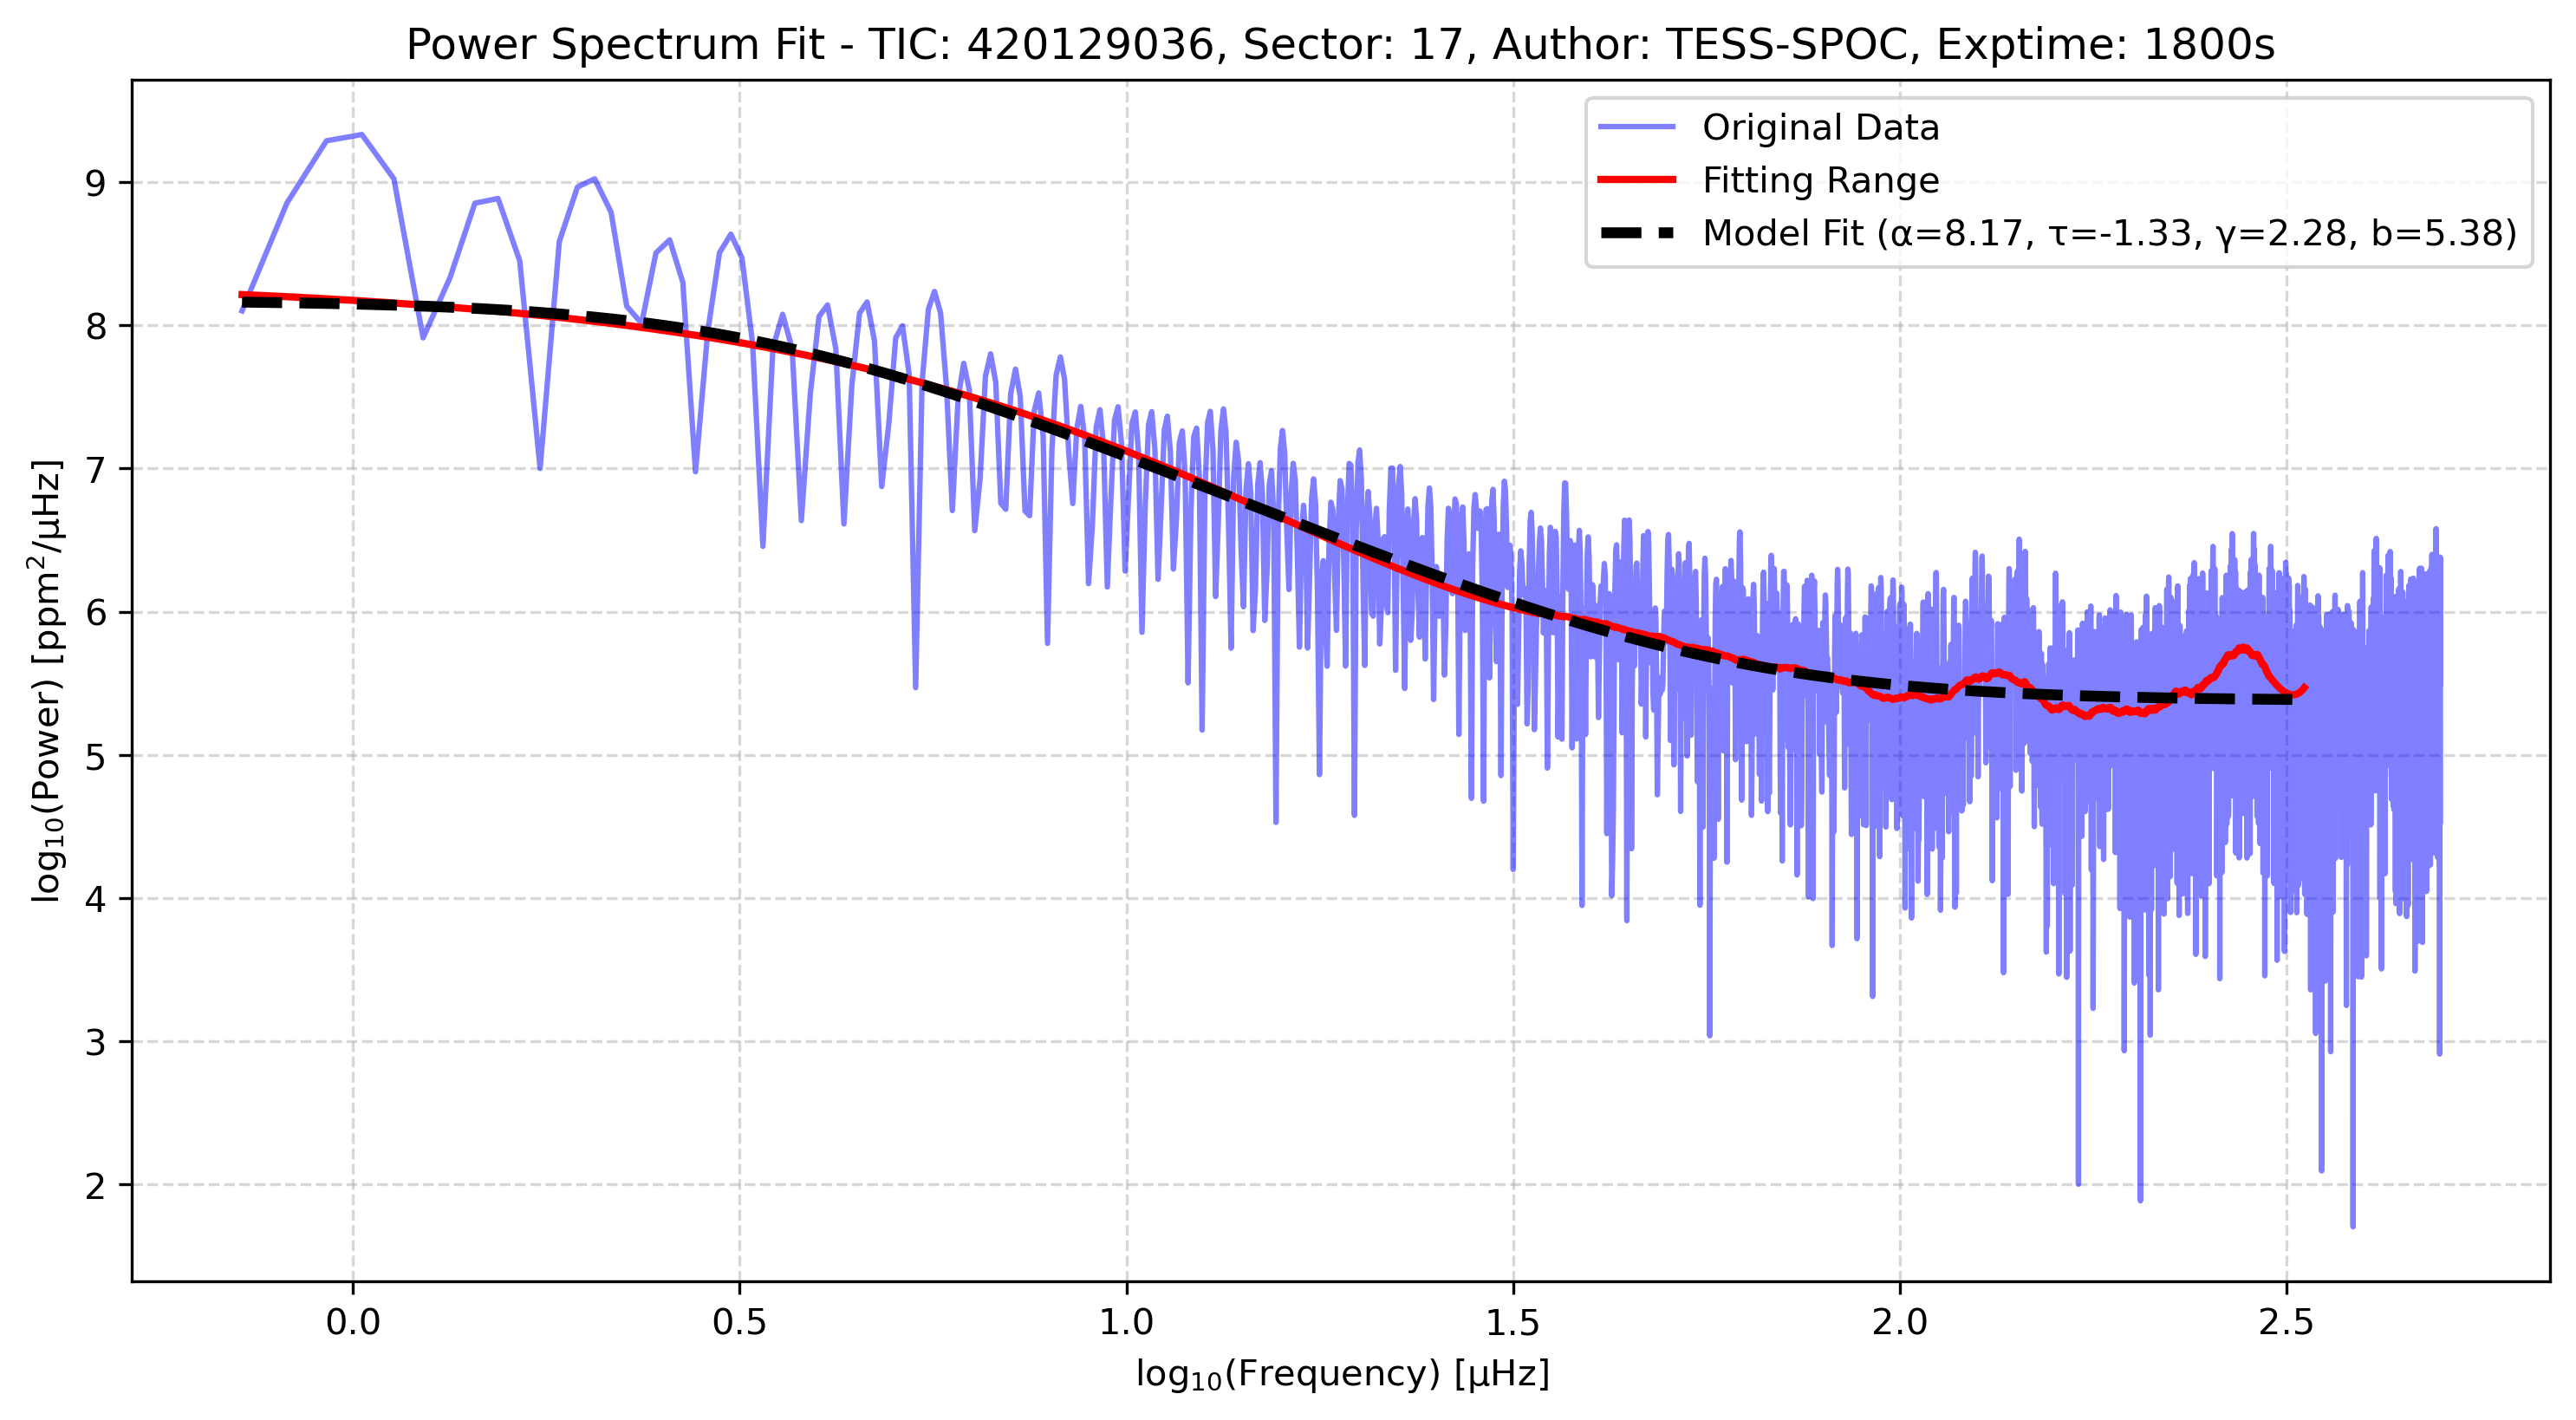 Power Spectrum Fit - TIC: 420129036, Sector: 17, Author: TESS-SPOC, Exptime: 1800s
Original Data
Fitting Range
Model Fit (α=8.17, τ=-1.33, γ=2.28, b=5.38)
log₁₀(Power) [ppm²/μHz]
9
8
7
6
5
4
3
2
0.0 0.5 1.0 1.5 2.0 2.5
log₁₀(Frequency) [μHz]